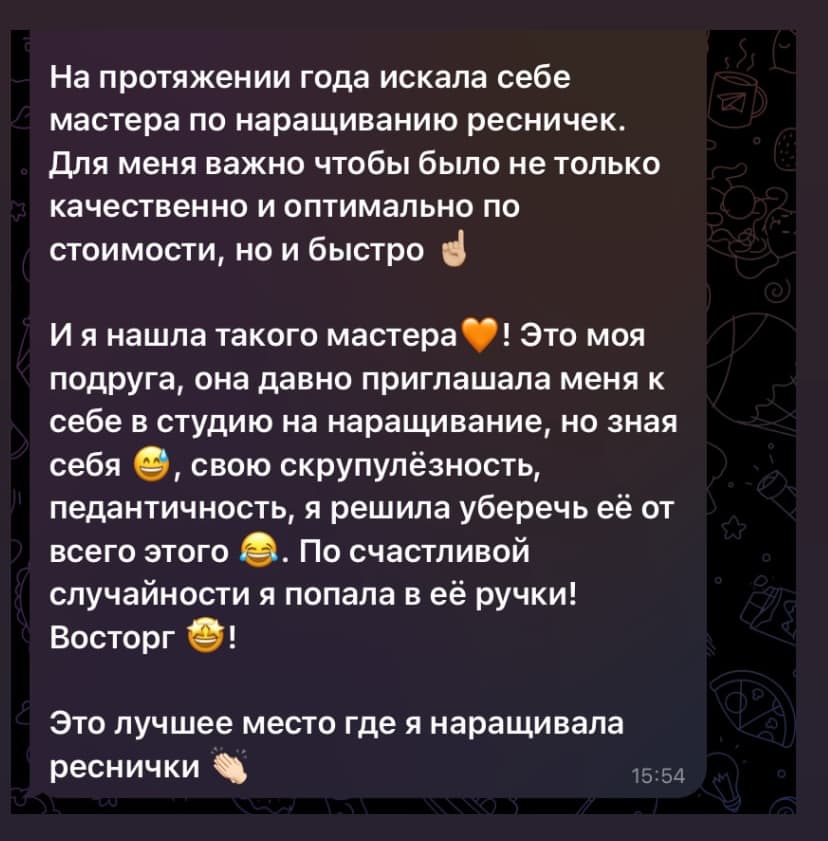 На протяжении года искала себе
мастера по наращиванию ресничек.
Для меня важно чтобы было не только
качественно и оптимально по
стоимости, но и быстро ☝🏼
И я нашла такого мастера🧡! Это моя
подруга, она давно приглашала меня к
себе в студию на наращивание, но зная
себя 😅, свою скрупулёзность,
педантичность, я решила уберечь её от
всего этого 😂. По счастливой
случайности я попала в её ручки!
Восторг 🤩!
Это лучшее место где я наращивала
реснички 👏🏻
15:54